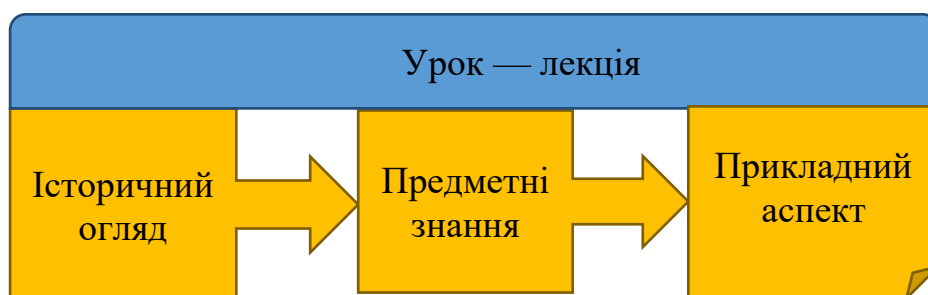 Урок — лекція
Історичний
огляд
Предметні
знання
Прикладний
аспект